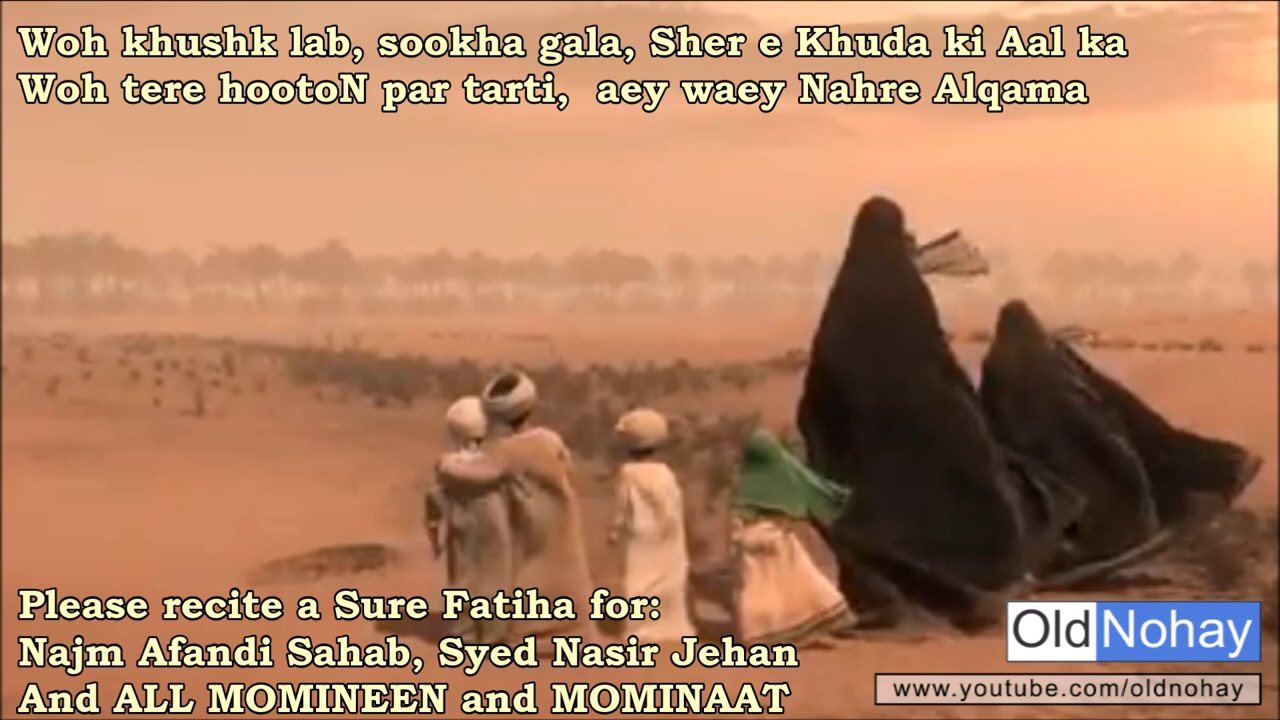 Woh khushk lab, sookha gala, Sher e Khuda ki Aal ka
Woh tere hootoN par tarti,  aey waey Nahre Alqama
Please recite a Sure Fatiha for:
Najm Afandi Sahab, Syed Nasir Jehan
And ALL MOMINEEN and MOMINAAT
OldNohay
www.youtube.com/oldnohay